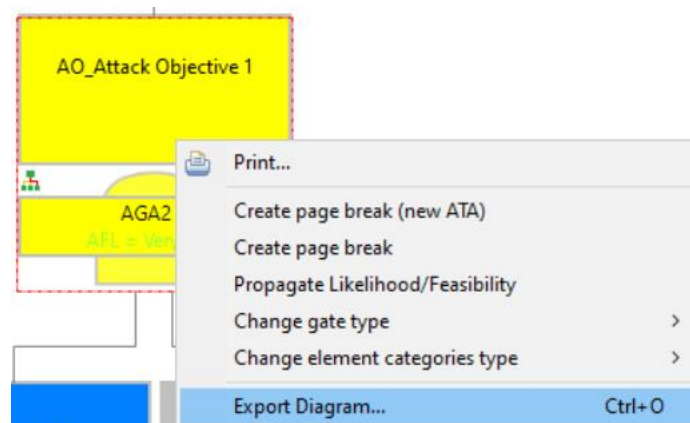 AO_Attack Objective 1
AGA2
AFL = Very
Print...
Create page break (new ATA)
Create page break
Propagate Likelihood/Feasibility
Change gate type >
Change element categories type >
Export Diagram... Ctrl+O